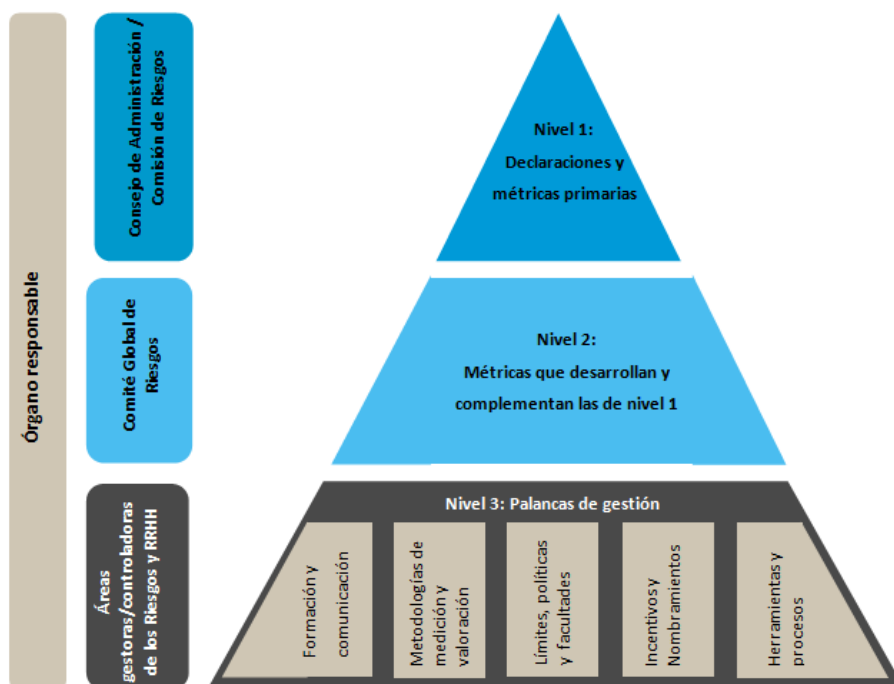 Órgano responsable
Consejo de Administración /
Comisión de Riesgos
Nivel 1:
Declaraciones y
métricas primarias
Comité Global de
Riesgos
Nivel 2:
Métricas que desarrollan y
complementan las de nivel 1
Áreas
gestoras/controladoras
de los Riesgos y RRHH
Nivel 3: Palancas de gestión
Formación y
comunicación
Metodologías de
medición y
valoración
Límites, políticas
y facultades
Incentivos y
Nombramientos
Herramientas y
procesos